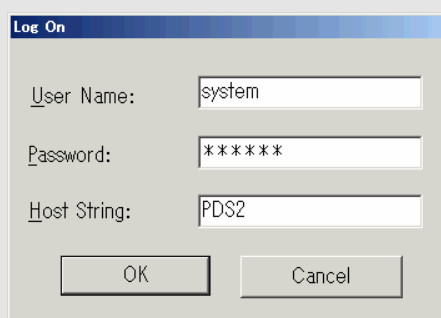 Log On
User Name: system
Password: ******
Host String: PDS2
OK Cancel